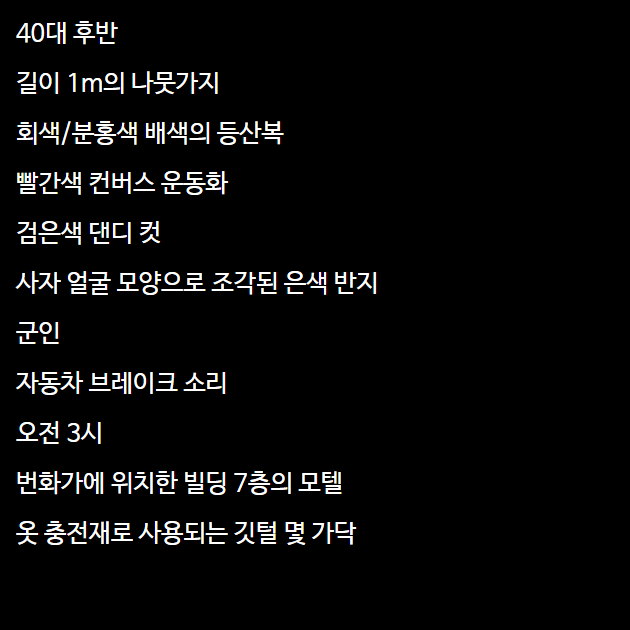 40대 후반
길이 1m의 나뭇가지
회색/분홍색 배색의 등산복
빨간색 컨버스 운동화
검은색 댄디 컷
사자 얼굴 모양으로 조각된 은색 반지
군인
자동차 브레이크 소리
오전 3시
번화가에 위치한 빌딩 7층의 모텔
옷 충전재로 사용되는 깃털 몇 가닥